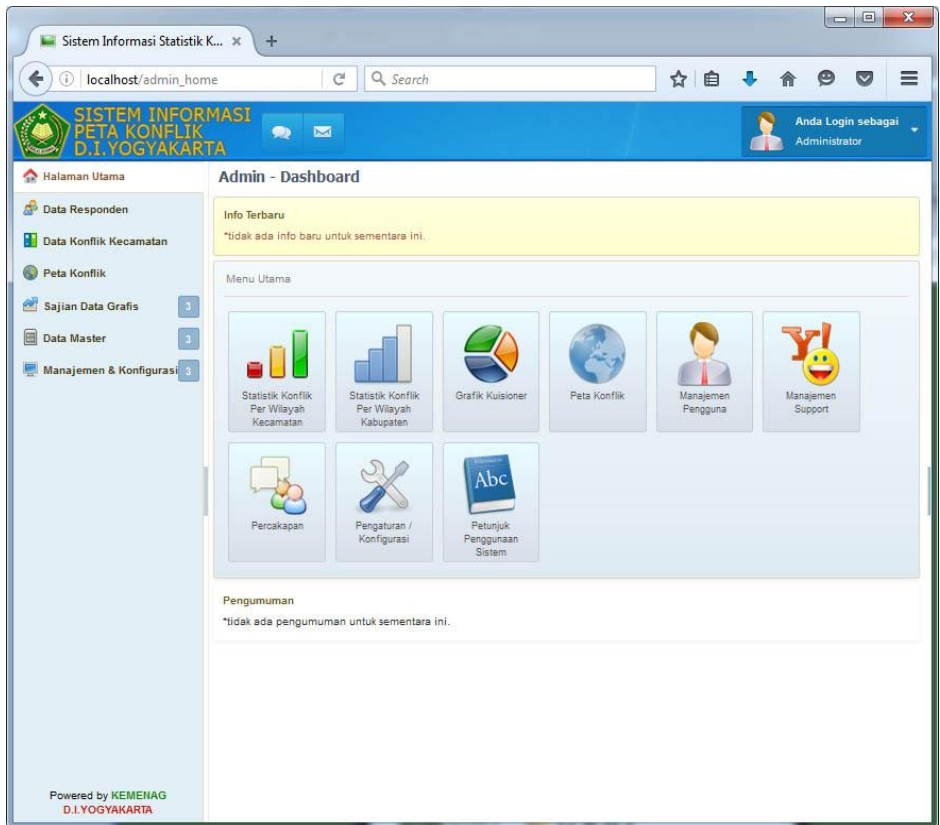 Sistem Informasi Statistik K...
localhost/admin_home
Search
SISTEM INFORMASI
PETA KONFLIK
D.I.YOGYAKARTA
Anda Login sebagai
Administrator
Halaman Utama
Data Responden
Data Konflik Kecamatan
Peta Konflik
Sajian Data Grafis 3
Data Master 3
Manajemen & Konfigurasi 3
Powered by KEMENAG
D.I.YOGYAKARTA
Admin - Dashboard
Info Terbaru
*tidak ada info baru untuk sementara ini.
Menu Utama
Statistik Konflik
Per Wilayah
Kecamatan
Statistik Konflik
Per Wilayah
Kabupaten
Grafik Kuisioner
Peta Konflik
Manajemen
Pengguna
Y!
Manajemen
Support
Percakapan
Pengaturan /
Konfigurasi
Abc
Petunjuk
Penggunaan
Sistem
Pengumuman
*tidak ada pengumuman untuk sementara ini.